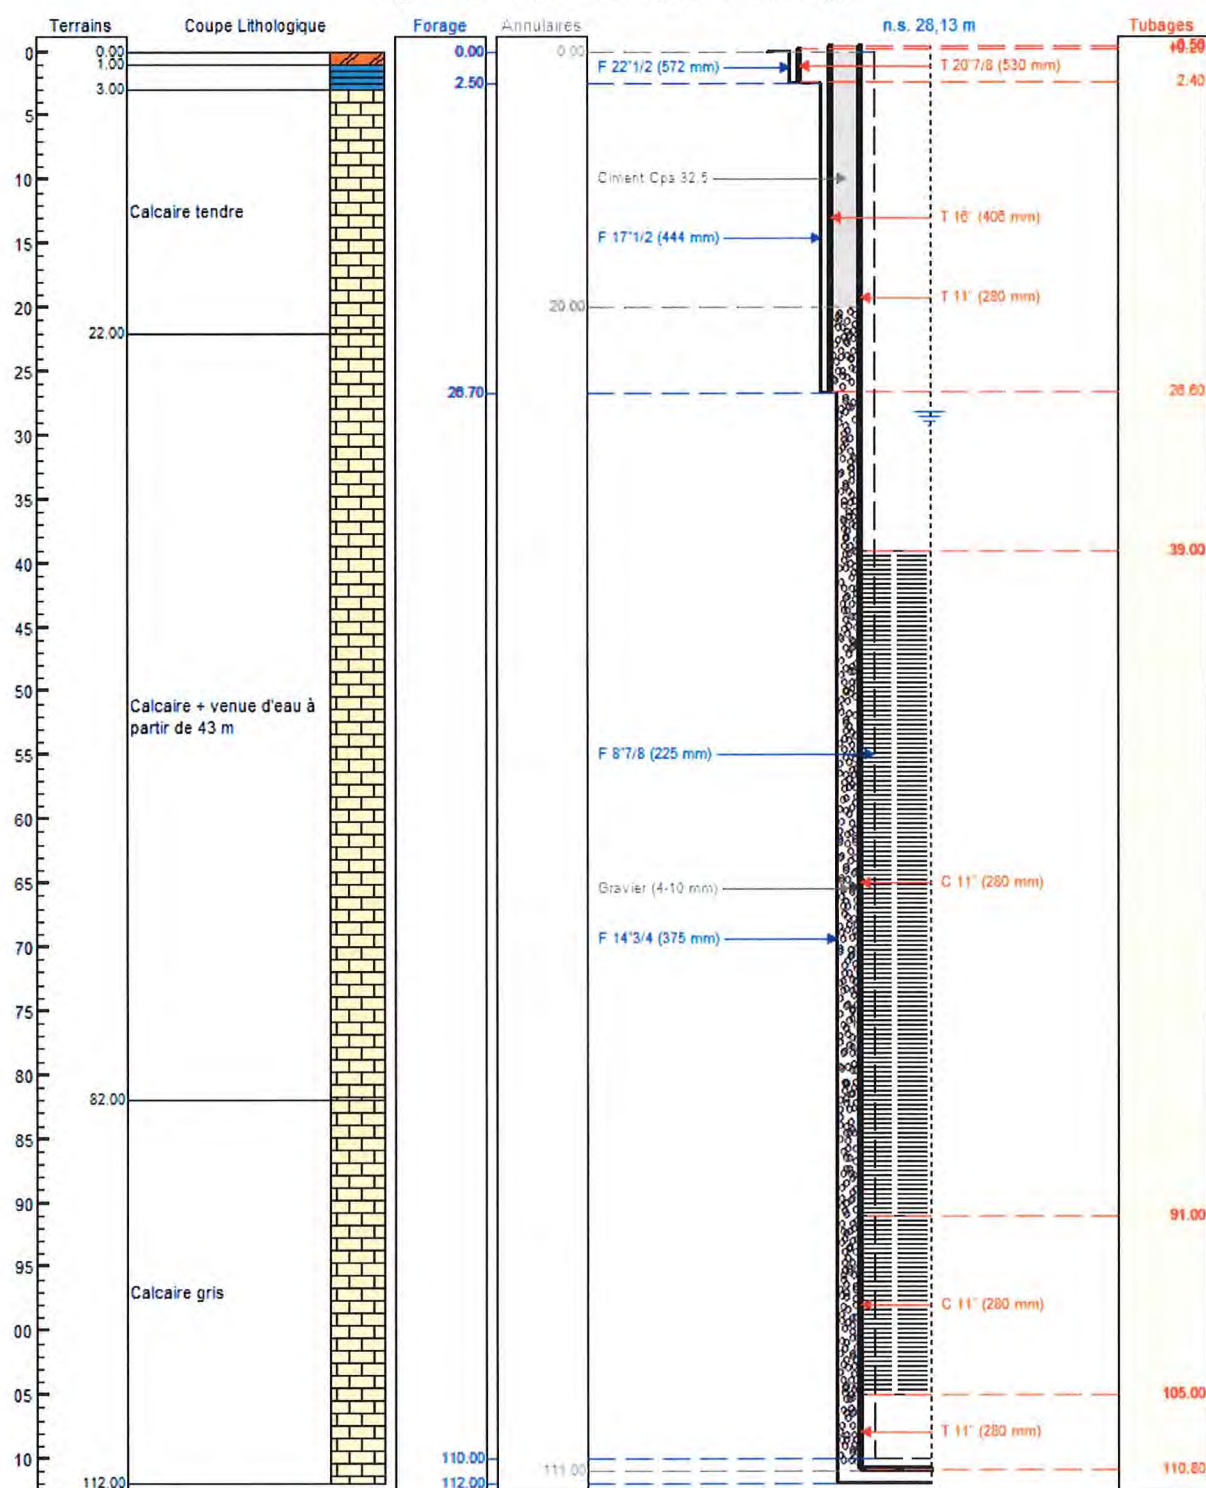 Terrains
Coupe Lithologique
Forage
Annulaires
n.s. 28,13 m
Tubages
0
0.00
1.00
3.00
5
10
Calcaire tendre
15
20
22.00
25
30
35
40
45
50
Calcaire + venue d'eau à
partir de 43 m
55
60
65
70
75
80
82.00
85
90
95
Calcaire gris
00
05
10
112.00
0.00
2.50
26.70
110.00
112.00
0.00
20.00
111.00
F 22"1/2 (572 mm)
Ciment Cpa 32.5
F 17"1/2 (444 mm)
F 8"7/8 (225 mm)
Gravier (4-10 mm)
F 14"3/4 (375 mm)
T 20"7/8 (530 mm)
T 16" (406 mm)
T 11" (280 mm)
C 11" (280 mm)
C 11" (280 mm)
T 11" (280 mm)
2.40
26.60
39.00
91.00
105.00
110.80